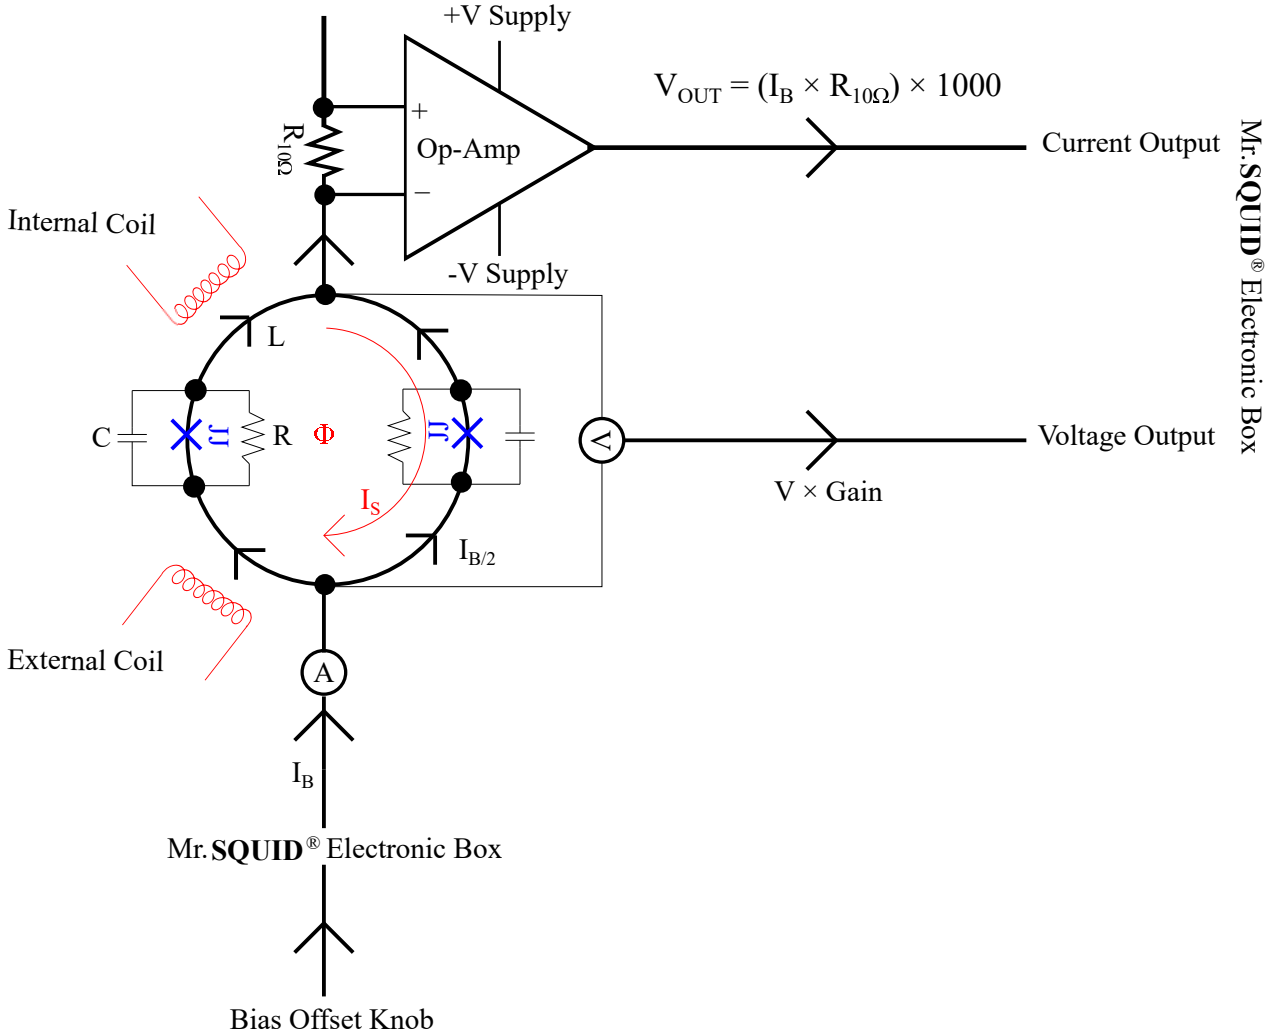 +V Supply
V_OUT = (I_B × R_10Ω) × 1000
+
R_10Ω
Op-Amp
−
Current Output
Mr.SQUID® Electronic Box
Internal Coil
-V Supply
L
C
JJ
R
Φ
JJ
V
Voltage Output
V × Gain
I_S
I_B/2
External Coil
A
I_B
Mr.SQUID® Electronic Box
Bias Offset Knob